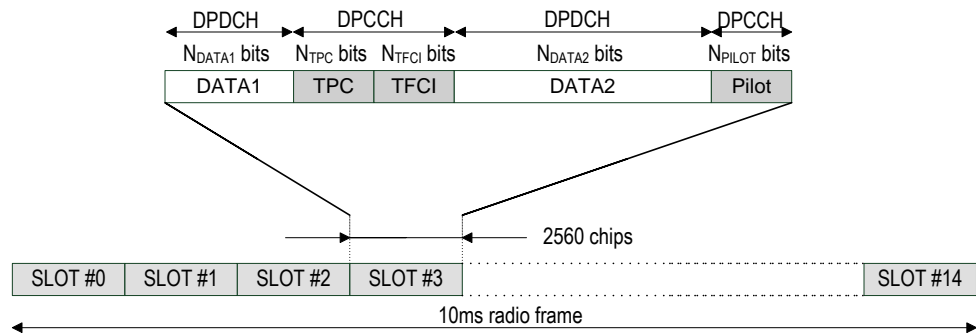 DPDCH DPCCH DPDCH DPCCH
NDATA1 bits NTPC bits NTFCI bits NDATA2 bits NPILOT bits
DATA1 TPC TFCI DATA2 Pilot
2560 chips
SLOT #0 SLOT #1 SLOT #2 SLOT #3 SLOT #14
10ms radio frame